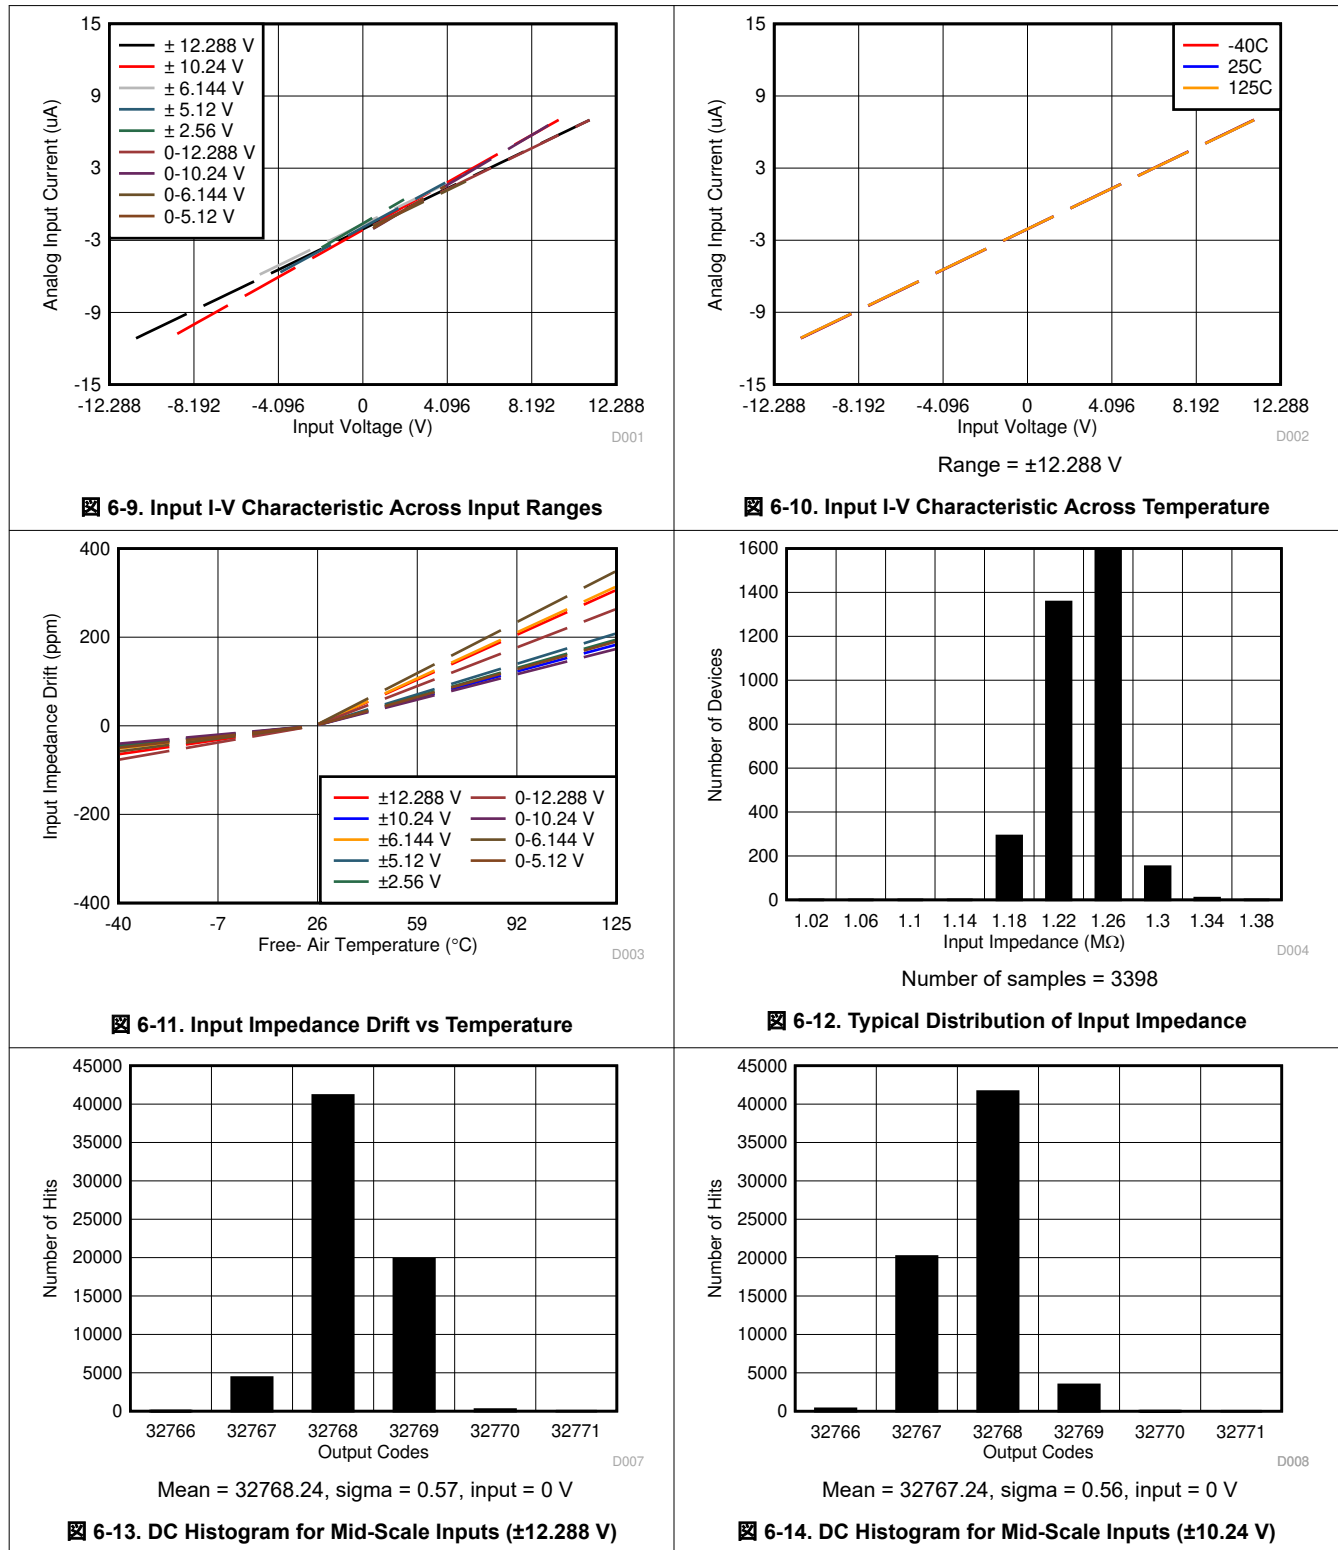 15
9
3
-3
-9
-15
Analog Input Current (uA)
± 12.288 V
± 10.24 V
± 6.144 V
± 5.12 V
± 2.56 V
0-12.288 V
0-10.24 V
0-6.144 V
0-5.12 V
-12.288 -8.192 -4.096 0 4.096 8.192 12.288
Input Voltage (V)
D001
図 6-9. Input I-V Characteristic Across Input Ranges
15
9
3
-3
-9
-15
Analog Input Current (uA)
-40C
25C
125C
-12.288 -8.192 -4.096 0 4.096 8.192 12.288
Input Voltage (V)
D002
Range = ±12.288 V
図 6-10. Input I-V Characteristic Across Temperature
400
200
0
-200
-400
Input Impedance Drift (ppm)
±12.288 V
±10.24 V
±6.144 V
±5.12 V
±2.56 V
0-12.288 V
0-10.24 V
0-6.144 V
0-5.12 V
-40 -7 26 59 92 125
Free- Air Temperature (°C)
D003
図 6-11. Input Impedance Drift vs Temperature
1600
1400
1200
1000
800
600
400
200
0
Number of Devices
1.02 1.06 1.1 1.14 1.18 1.22 1.26 1.3 1.34 1.38
Input Impedance (MΩ)
D004
Number of samples = 3398
図 6-12. Typical Distribution of Input Impedance
45000
40000
35000
30000
25000
20000
15000
10000
5000
0
Number of Hits
32766 32767 32768 32769 32770 32771
Output Codes
D007
Mean = 32768.24, sigma = 0.57, input = 0 V
図 6-13. DC Histogram for Mid-Scale Inputs (±12.288 V)
45000
40000
35000
30000
25000
20000
15000
10000
5000
0
Number of Hits
32766 32767 32768 32769 32770 32771
Output Codes
D008
Mean = 32767.24, sigma = 0.56, input = 0 V
図 6-14. DC Histogram for Mid-Scale Inputs (±10.24 V)